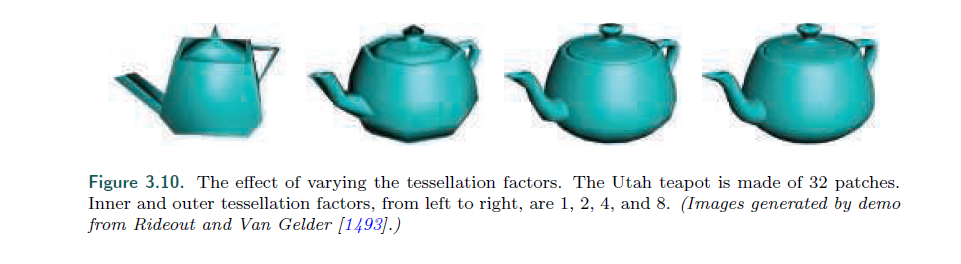 Figure 3.10. The effect of varying the tessellation factors. The Utah teapot is made of 32 patches.
Inner and outer tessellation factors, from left to right, are 1, 2, 4, and 8. (Images generated by demo
from Rideout and Van Gelder [1493].)